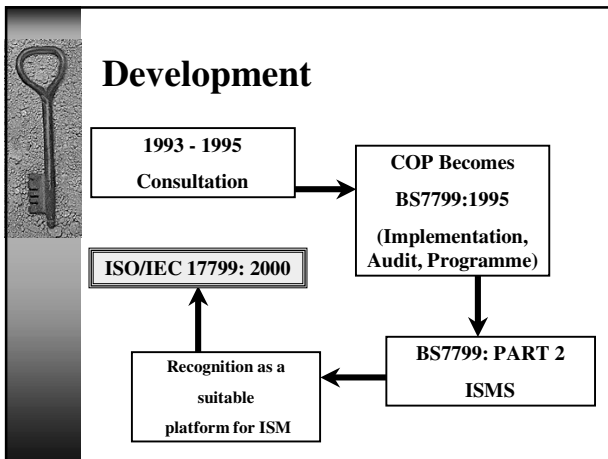 Development
1993 - 1995
Consultation
COP Becomes
BS7799:1995
(Implementation,
Audit, Programme)
BS7799: PART 2
ISMS
Recognition as a
suitable
platform for ISM
ISO/IEC 17799: 2000